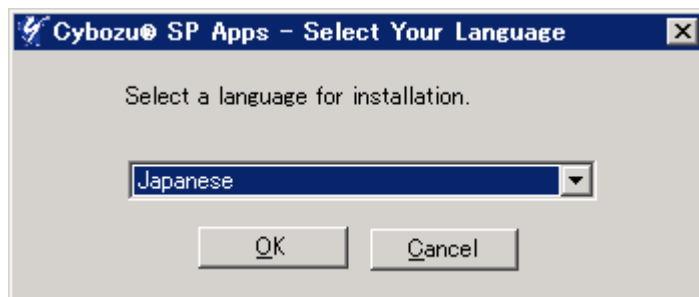 Cybozu® SP Apps - Select Your Language
Select a language for installation.
Japanese
OK
Cancel